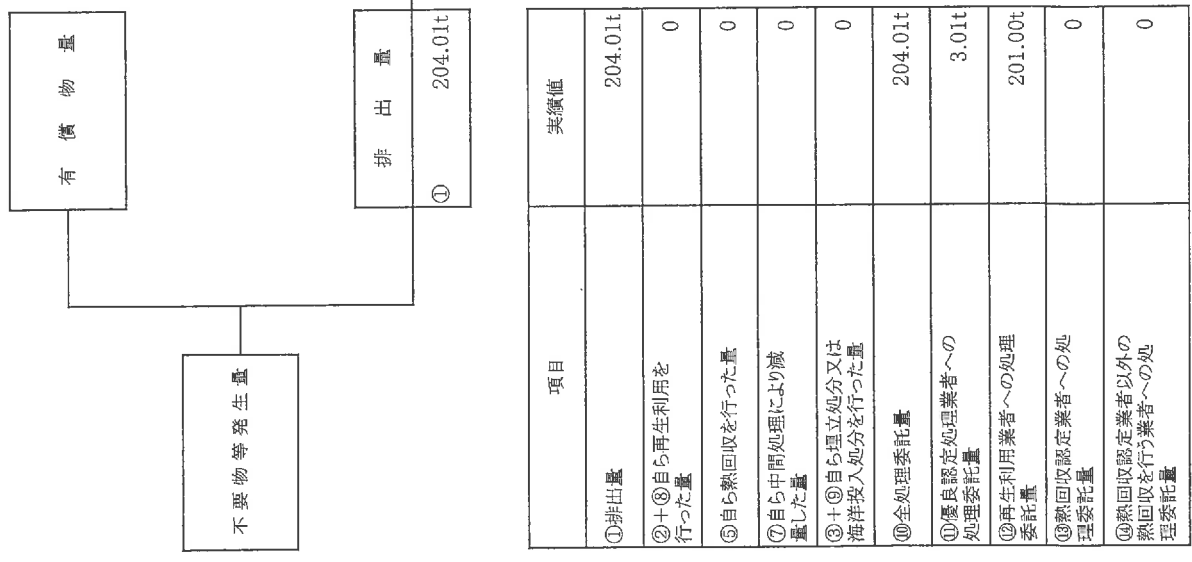 有償物量
不要物等発生量
排出量
① 204.01t
項目 実績値
①排出量 204.01t
②+⑧自ら再生利用を
行った量 0
⑤自ら熱回収を行った量 0
⑦自ら中間処理により減
量した量 0
③+⑨自ら埋立処分又は
海洋投入処分を行った量 0
⑩全処理委託量 204.01t
⑪優良認定処理業者への
処理委託量 3.01t
⑫再生利用業者への処理
委託量 201.00t
⑬熱回収認定業者への処
理委託量 0
⑭熱回収認定業者以外の
熱回収を行う業者への処
理委託量 0